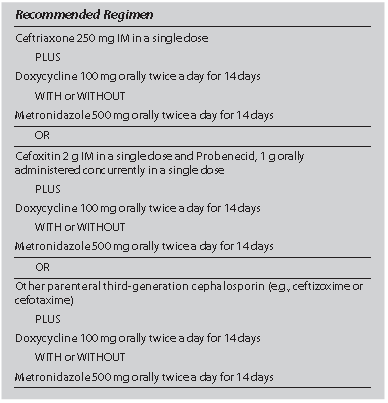 Recommended Regimen
Ceftriaxone 250 mg IM in a single dose
PLUS
Doxycycline 100 mg orally twice a day for 14 days
WITH or WITHOUT
Metronidazole 500 mg orally twice a day for 14 days
OR
Cefoxitin 2 g IM in a single dose and Probenecid, 1 g orally
administered concurrently in a single dose
PLUS
Doxycycline 100 mg orally twice a day for 14 days
WITH or WITHOUT
Metronidazole 500 mg orally twice a day for 14 days
OR
Other parenteral third-generation cephalosporin (e.g., ceftizoxime or
cefotaxime)
PLUS
Doxycycline 100 mg orally twice a day for 14 days
WITH or WITHOUT
Metronidazole 500 mg orally twice a day for 14 days